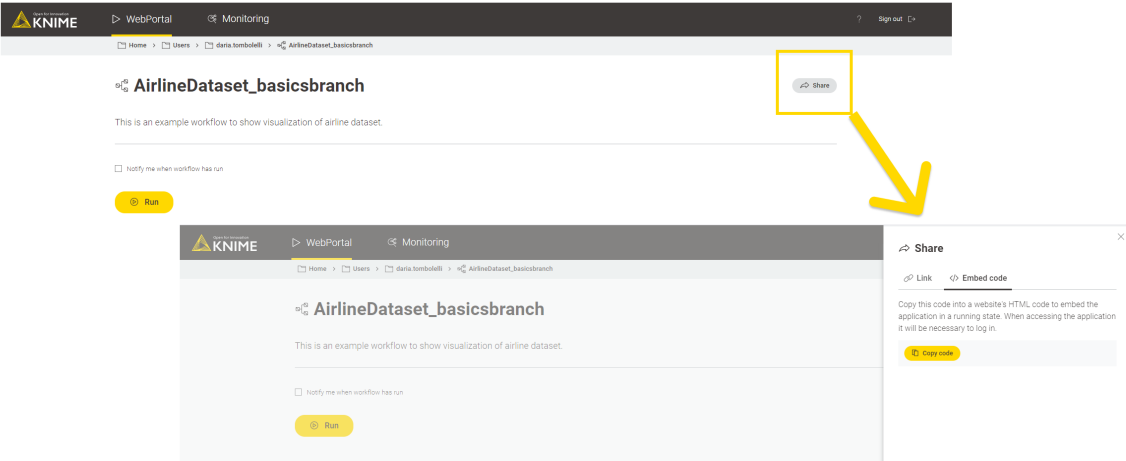 Open for Innovation
KNIME
WebPortal
Monitoring
?
Sign out
Home > Users > daria.tombolelli > AirlineDataset_basicsbranch
AirlineDataset_basicsbranch
Share
This is an example workflow to show visualization of airline dataset.
Notify me when workflow has run
Run
Open for Innovation
KNIME
WebPortal
Monitoring
Home > Users > daria.tombolelli > AirlineDataset_basicsbranch
AirlineDataset_basicsbranch
This is an example workflow to show visualization of airline dataset.
Notify me when workflow has run
Run
Share
Link
Embed code
Copy this code into a website's HTML code to embed the
application in a running state. When accessing the application
it will be necessary to log in.
Copy code